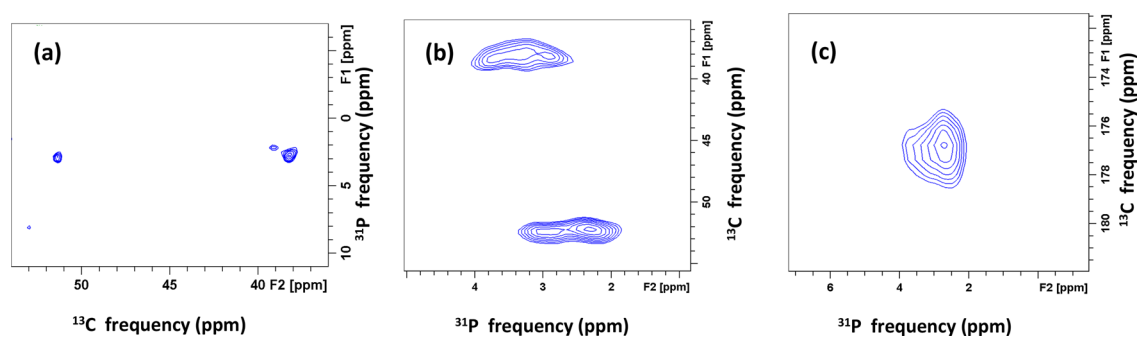 (a)
F1 [ppm]
0
5
10
³¹P frequency (ppm)
50
45
40
F2 [ppm]
¹³C frequency (ppm)
(b)
F1 [ppm]
40
45
50
¹³C frequency (ppm)
4
3
2
F2 [ppm]
³¹P frequency (ppm)
(c)
F1 [ppm]
174
176
178
180
¹³C frequency (ppm)
6
4
2
F2 [ppm]
³¹P frequency (ppm)